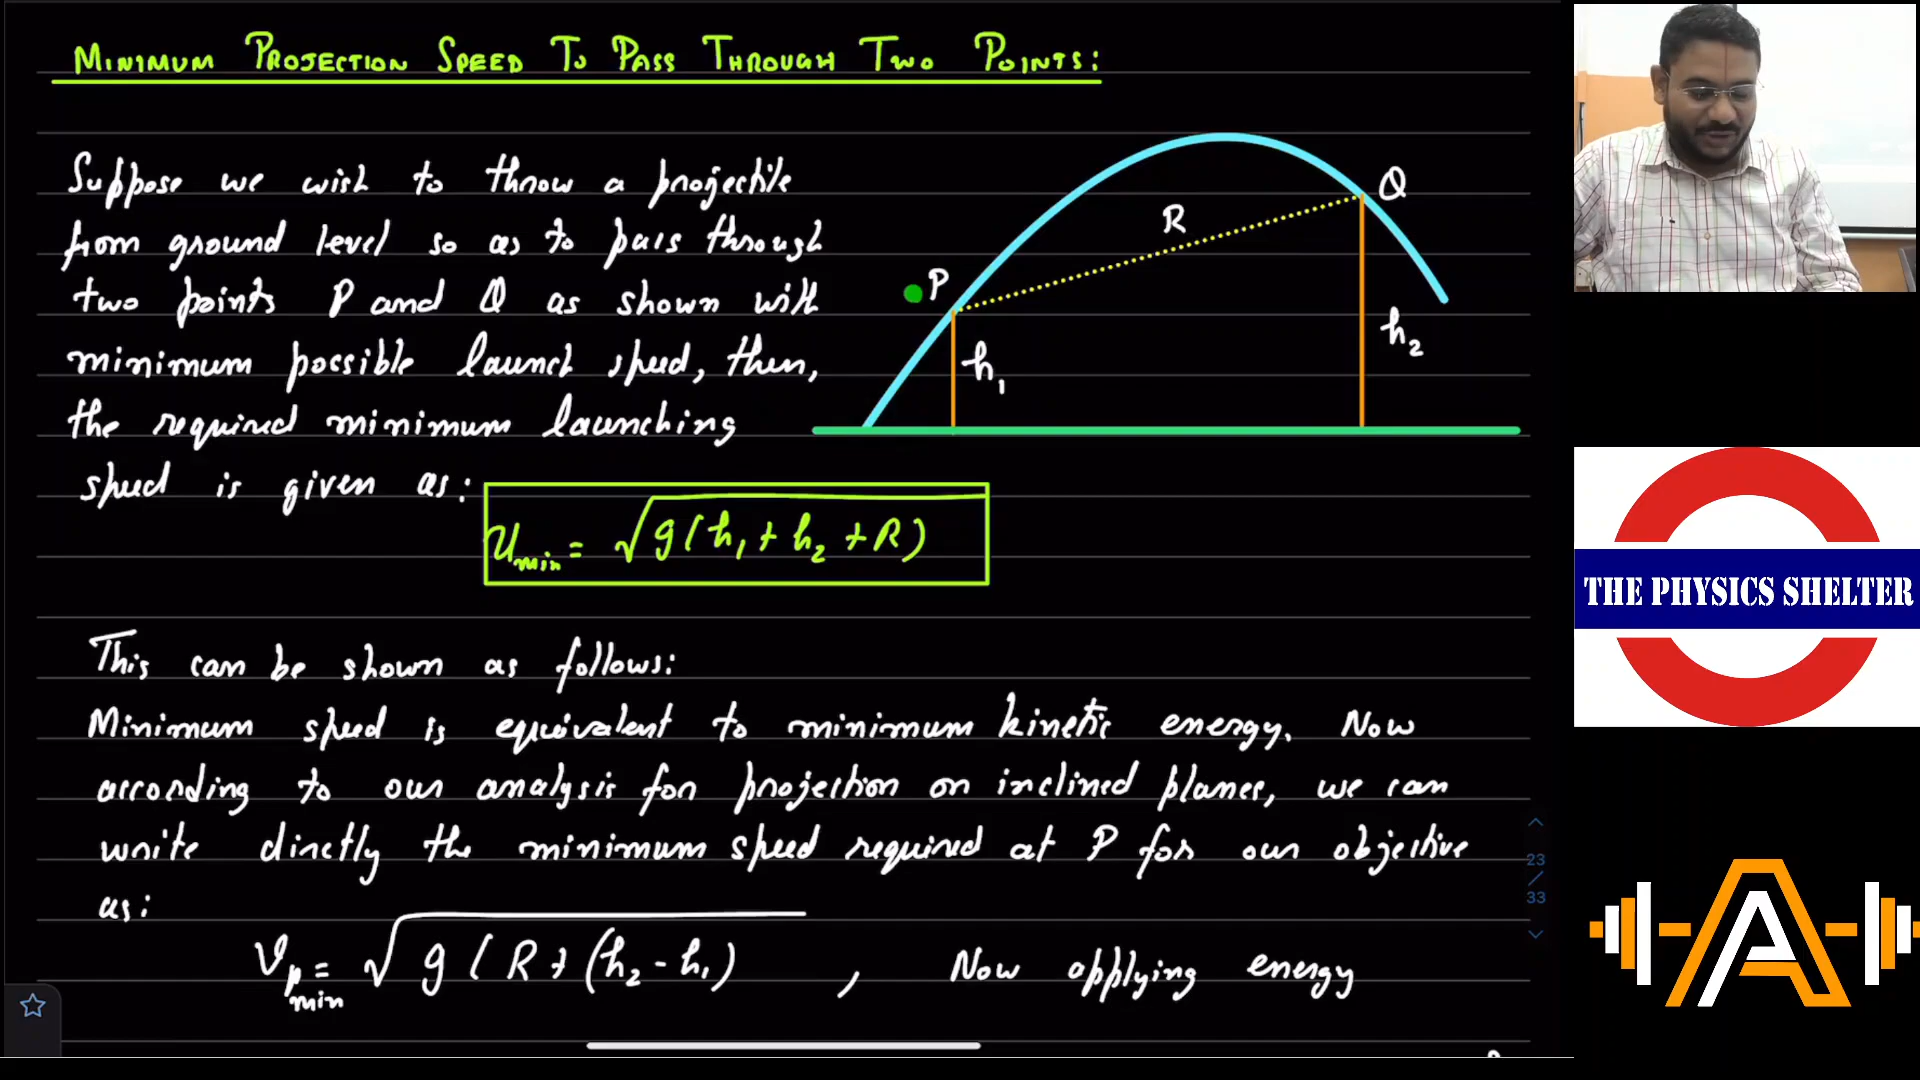 MINIMUM PROJECTION SPEED TO PASS THROUGH TWO POINTS:
Suppose we wish to throw a projectile
from ground level so as to pass through
two points P and Q as shown with
minimum possible launch speed, then,
the required minimum launching
speed is given as:
u_min = √g(h₁ + h₂ + R)
P
Q
R
h₁
h₂
This can be shown as follows:
Minimum speed is equivalent to minimum kinetic energy. Now
according to our analysis for projection on inclined planes, we can
write directly the minimum speed required at P for our objective
as:
v_P min = √g(R + (h₂ - h₁) , Now applying energy
23
/
33
THE PHYSICS SHELTER